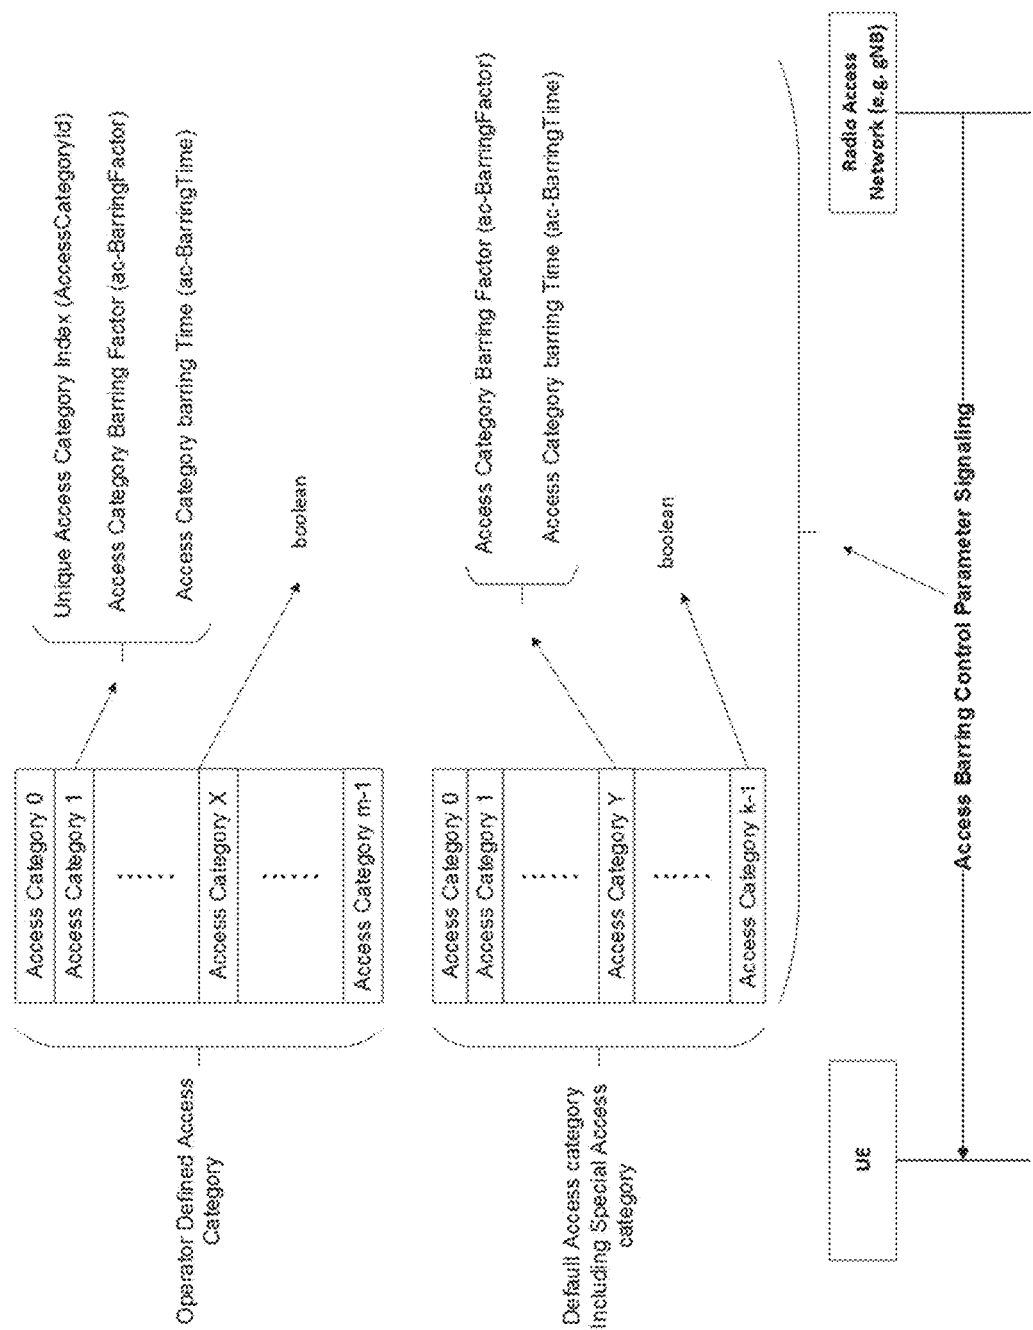 Operator Defined Access
Category
Access Category 0
Access Category 1
......
Access Category X
......
Access Category m-1
Unique Access Category Index (AccessCategoryId)
Access Category Barring Factor (ac-BarringFactor)
Access Category barring Time (ac-BarringTime)
boolean
Default Access category
Including Special Access
category
Access Category 0
Access Category 1
......
Access Category Y
......
Access Category k-1
Access Category Barring Factor (ac-BarringFactor)
Access Category barring Time (ac-BarringTime)
boolean
UE
Radio Access
Network (e.g. gNB)
Access Barring Control Parameter Signaling